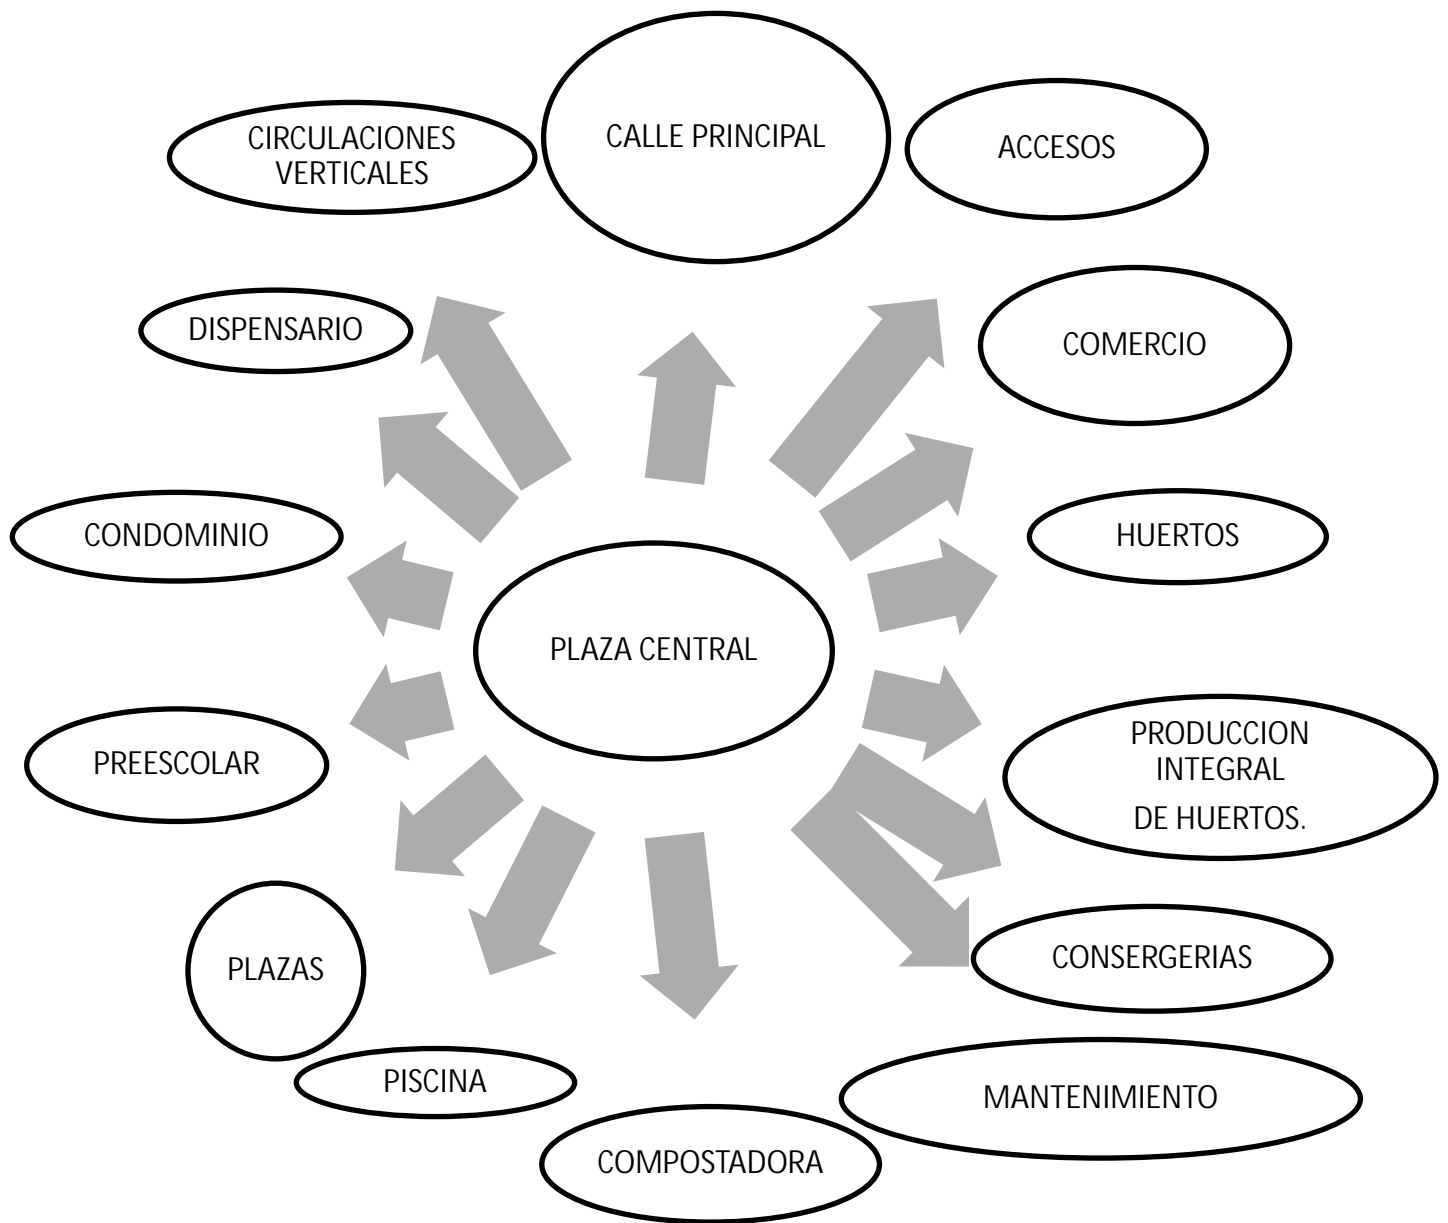 CIRCULACIONES
VERTICALES
CALLE PRINCIPAL
ACCESOS
DISPENSARIO
COMERCIO
CONDOMINIO
HUERTOS
PLAZA CENTRAL
PREESCOLAR
PRODUCCION
INTEGRAL
DE HUERTOS.
PLAZAS
CONSERGERIAS
PISCINA
MANTENIMIENTO
COMPOSTADORA